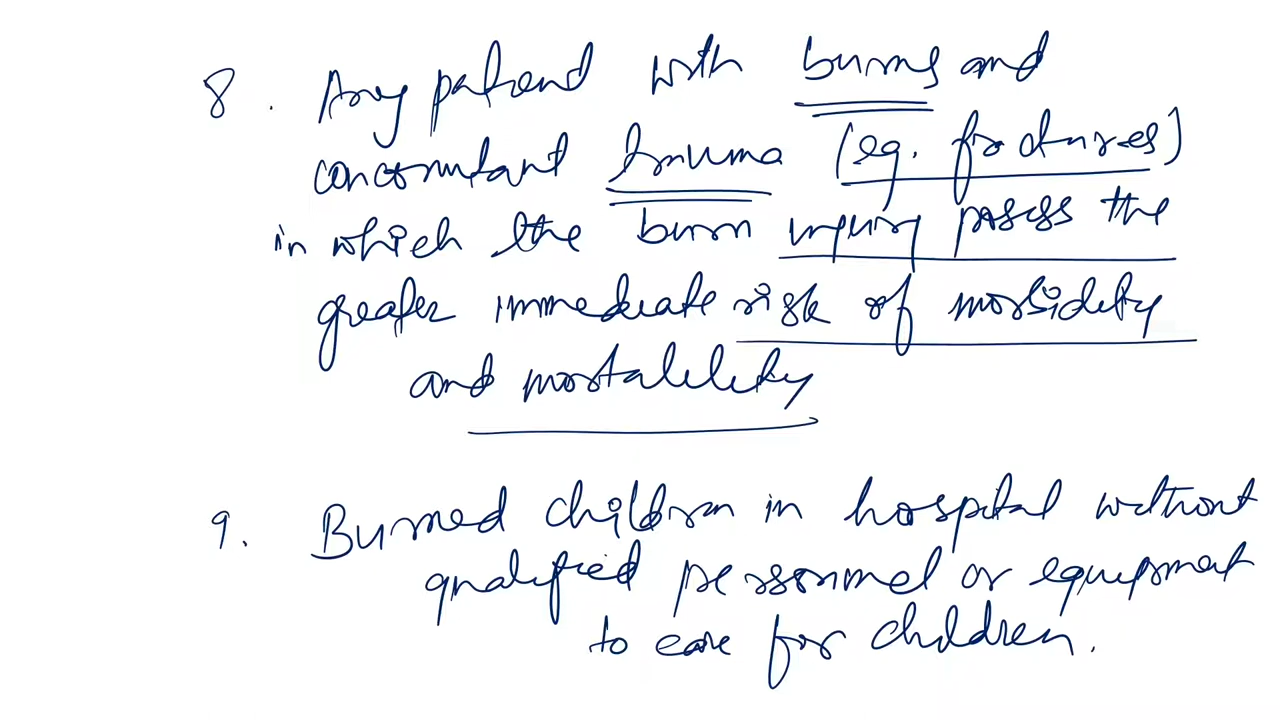 8. Any patient with burns and
concomitant trauma (eg. fractures)
in which the burn injury posess the
greater immediate risk of morbidity
and mortality
9. Burned children in hospital without
qualified personnel or equipment
to care for children.